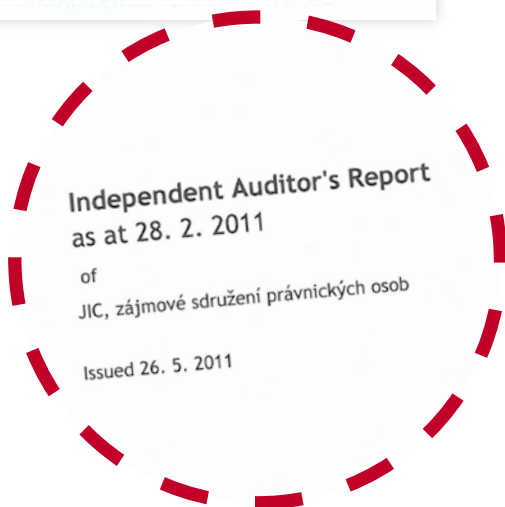 Independent Auditor's Report
as at 28. 2. 2011
of
JIC, zájmové sdružení právnických osob
Issued 26. 5. 2011